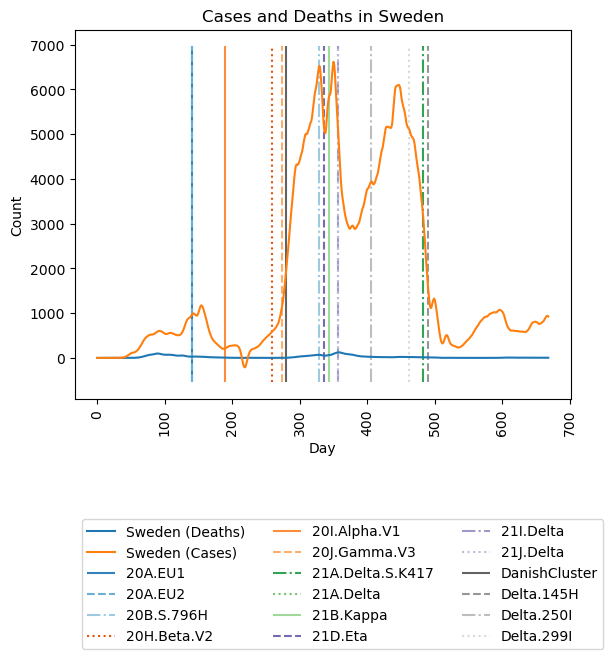 Cases and Deaths in Sweden
7000
6000
5000
4000
3000
2000
1000
0
Count
0 100 200 300 400 500 600 700
Day
Sweden (Deaths) 20I.Alpha.V1 21I.Delta
Sweden (Cases) 20J.Gamma.V3 21J.Delta
20A.EU1 21A.Delta.S.K417 DanishCluster
20A.EU2 21A.Delta Delta.145H
20B.S.796H 21B.Kappa Delta.250I
20H.Beta.V2 21D.Eta Delta.299I